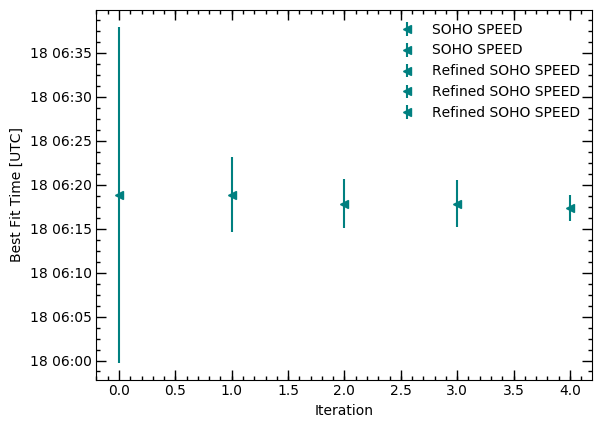 SOHO SPEED
SOHO SPEED
Refined SOHO SPEED
Refined SOHO SPEED
Refined SOHO SPEED
18 06:35
18 06:30
18 06:25
18 06:20
18 06:15
18 06:10
18 06:05
18 06:00
Best Fit Time [UTC]
0.0 0.5 1.0 1.5 2.0 2.5 3.0 3.5 4.0
Iteration